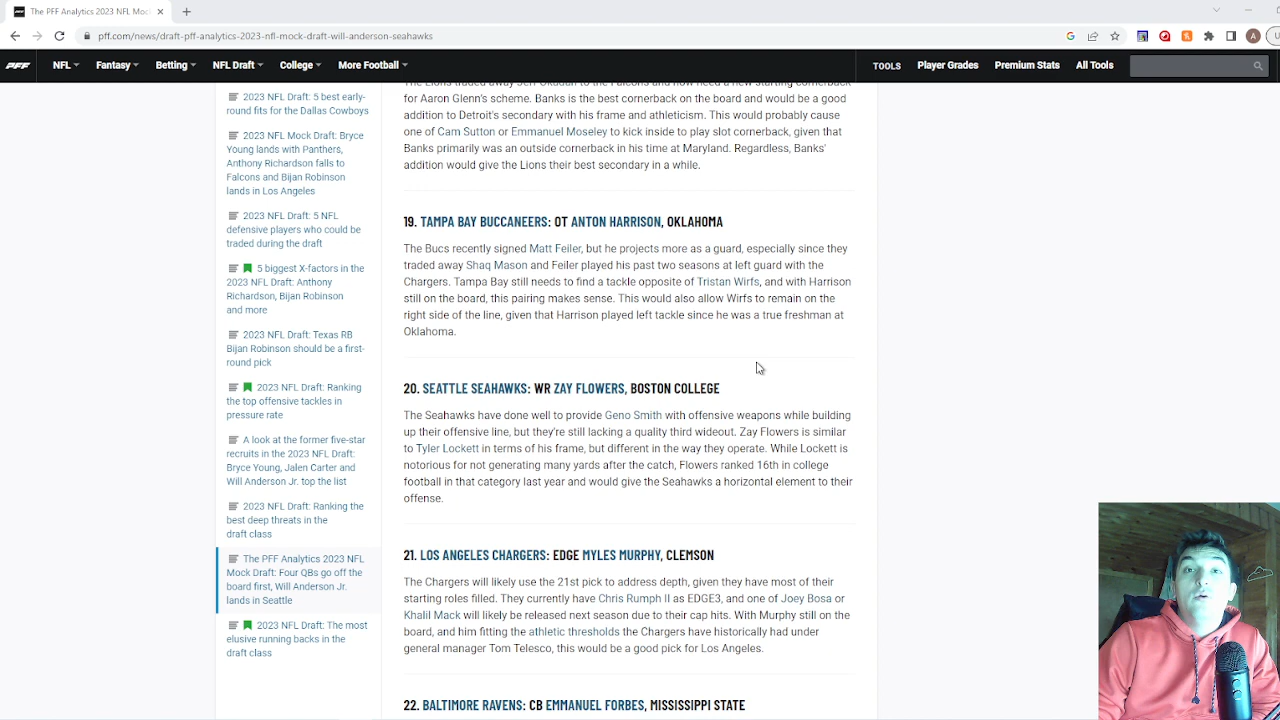 The PFF Analytics 2023 NFL Moc
pff.com/news/draft-pff-analytics-2023-nfl-mock-draft-will-anderson-seahawks
A
PFF
NFL
Fantasy
Betting
NFL Draft
College
More Football
TOOLS
Player Grades
Premium Stats
All Tools
2023 NFL Draft: 5 best early-
round fits for the Dallas Cowboys
2023 NFL Mock Draft: Bryce
Young lands with Panthers,
Anthony Richardson falls to
Falcons and Bijan Robinson
lands in Los Angeles
2023 NFL Draft: 5 NFL
defensive players who could be
traded during the draft
5 biggest X-factors in the
2023 NFL Draft: Anthony
Richardson, Bijan Robinson
and more
2023 NFL Draft: Texas RB
Bijan Robinson should be a first-
round pick
2023 NFL Draft: Ranking
the top offensive tackles in
pressure rate
A look at the former five-star
recruits in the 2023 NFL Draft:
Bryce Young, Jalen Carter and
Will Anderson Jr. top the list
2023 NFL Draft: Ranking the
best deep threats in the
draft class
The PFF Analytics 2023 NFL
Mock Draft: Four QBs go off the
board first, Will Anderson Jr.
lands in Seattle
2023 NFL Draft: The most
elusive running backs in the
draft class
for Aaron Glenn's scheme. Banks is the best cornerback on the board and would be a good
addition to Detroit's secondary with his frame and athleticism. This would probably cause
one of Cam Sutton or Emmanuel Moseley to kick inside to play slot cornerback, given that
Banks primarily was an outside cornerback in his time at Maryland. Regardless, Banks'
addition would give the Lions their best secondary in a while.
19. TAMPA BAY BUCCANEERS: OT ANTON HARRISON, OKLAHOMA
The Bucs recently signed Matt Feiler, but he projects more as a guard, especially since they
traded away Shaq Mason and Feiler played his past two seasons at left guard with the
Chargers. Tampa Bay still needs to find a tackle opposite of Tristan Wirfs, and with Harrison
still on the board, this pairing makes sense. This would also allow Wirfs to remain on the
right side of the line, given that Harrison played left tackle since he was a true freshman at
Oklahoma.
20. SEATTLE SEAHAWKS: WR ZAY FLOWERS, BOSTON COLLEGE
The Seahawks have done well to provide Geno Smith with offensive weapons while building
up their offensive line, but they're still lacking a quality third wideout. Zay Flowers is similar
to Tyler Lockett in terms of his frame, but different in the way they operate. While Lockett is
notorious for not generating many yards after the catch, Flowers ranked 16th in college
football in that category last year and would give the Seahawks a horizontal element to their
offense.
21. LOS ANGELES CHARGERS: EDGE MYLES MURPHY, CLEMSON
The Chargers will likely use the 21st pick to address depth, given they have most of their
starting roles filled. They currently have Chris Rumph II as EDGE3, and one of Joey Bosa or
Khalil Mack will likely be released next season due to their cap hits. With Murphy still on the
board, and him fitting the athletic thresholds the Chargers have historically had under
general manager Tom Telesco, this would be a good pick for Los Angeles.
22. BALTIMORE RAVENS: CB EMMANUEL FORBES, MISSISSIPPI STATE